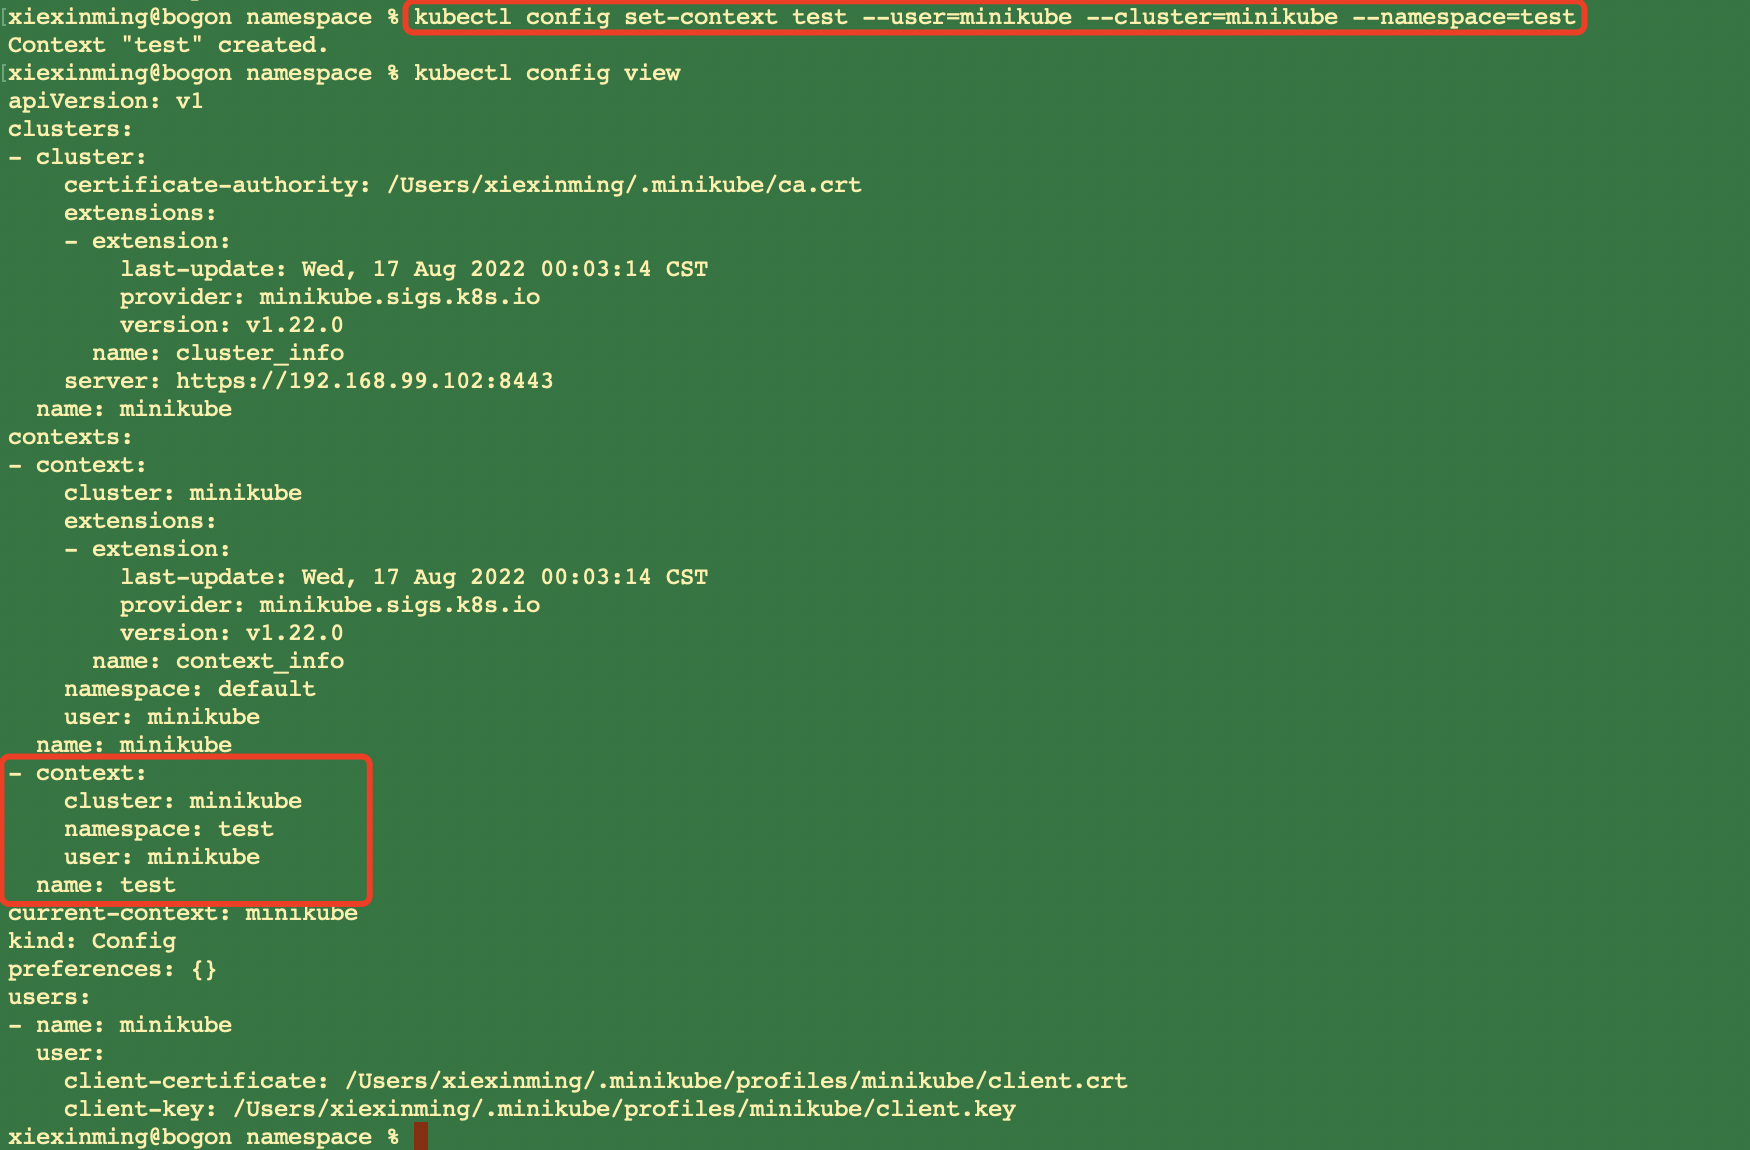 [xiexinming@bogon namespace % kubectl config set-context test --user=minikube --cluster=minikube --namespace=test
Context "test" created.
[xiexinming@bogon namespace % kubectl config view
apiVersion: v1
clusters:
- cluster:
    certificate-authority: /Users/xiexinming/.minikube/ca.crt
    extensions:
    - extension:
        last-update: Wed, 17 Aug 2022 00:03:14 CST
        provider: minikube.sigs.k8s.io
        version: v1.22.0
      name: cluster_info
    server: https://192.168.99.102:8443
  name: minikube
contexts:
- context:
    cluster: minikube
    extensions:
    - extension:
        last-update: Wed, 17 Aug 2022 00:03:14 CST
        provider: minikube.sigs.k8s.io
        version: v1.22.0
      name: context_info
    namespace: default
    user: minikube
  name: minikube
- context:
    cluster: minikube
    namespace: test
    user: minikube
  name: test
current-context: minikube
kind: Config
preferences: {}
users:
- name: minikube
  user:
    client-certificate: /Users/xiexinming/.minikube/profiles/minikube/client.crt
    client-key: /Users/xiexinming/.minikube/profiles/minikube/client.key
xiexinming@bogon namespace %